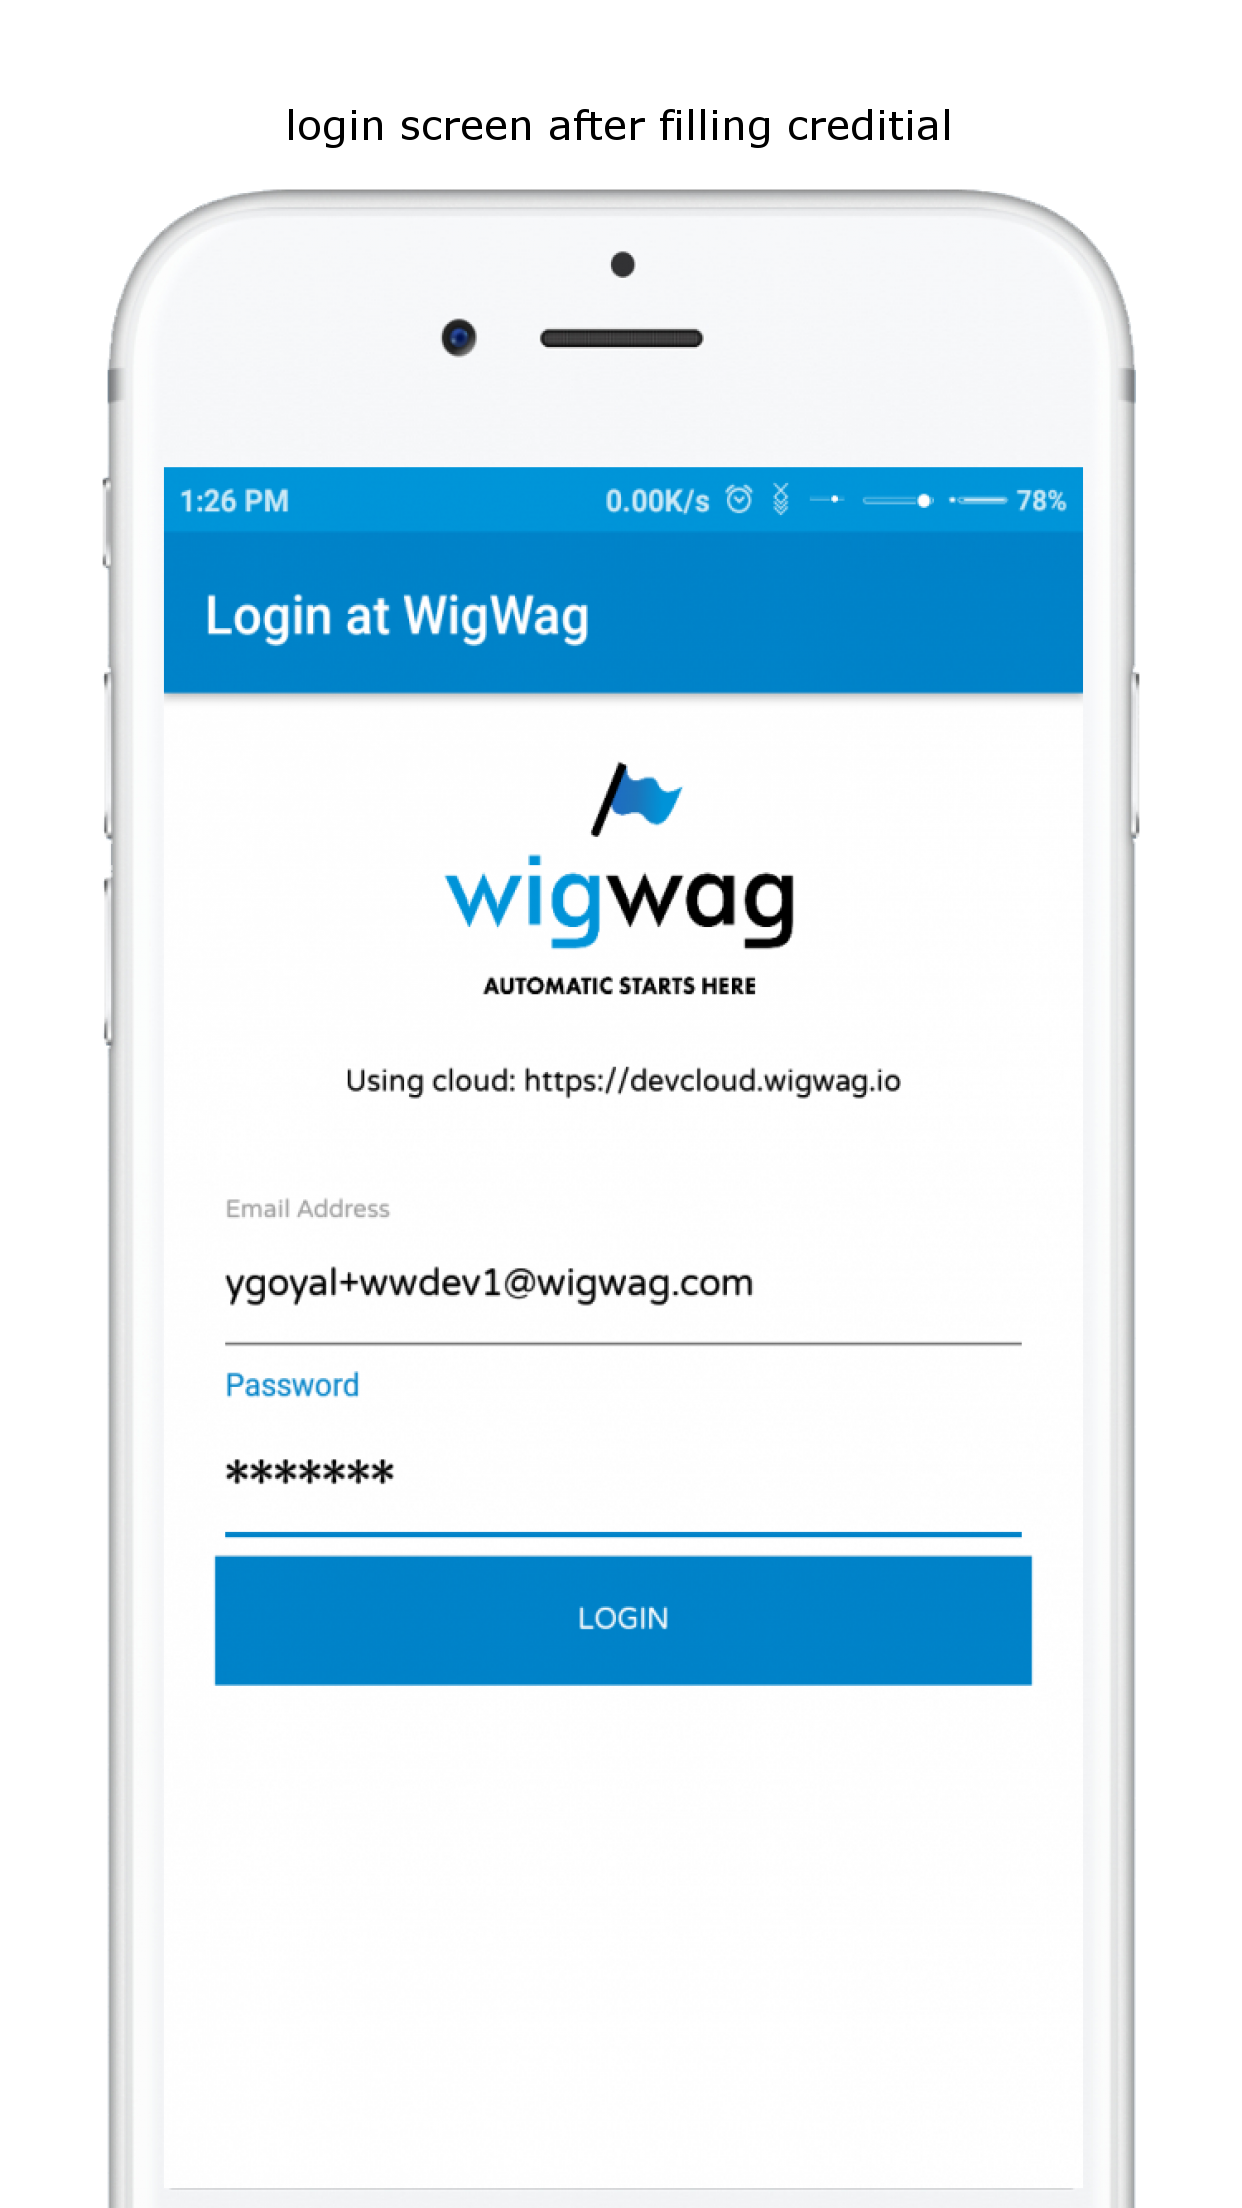 login screen after filling creditial
1:26 PM 0.00K/s 78%
Login at WigWag
wigwag
AUTOMATIC STARTS HERE
Using cloud: https://devcloud.wigwag.io
Email Address
ygoyal+wwdev1@wigwag.com
Password
*******
LOGIN